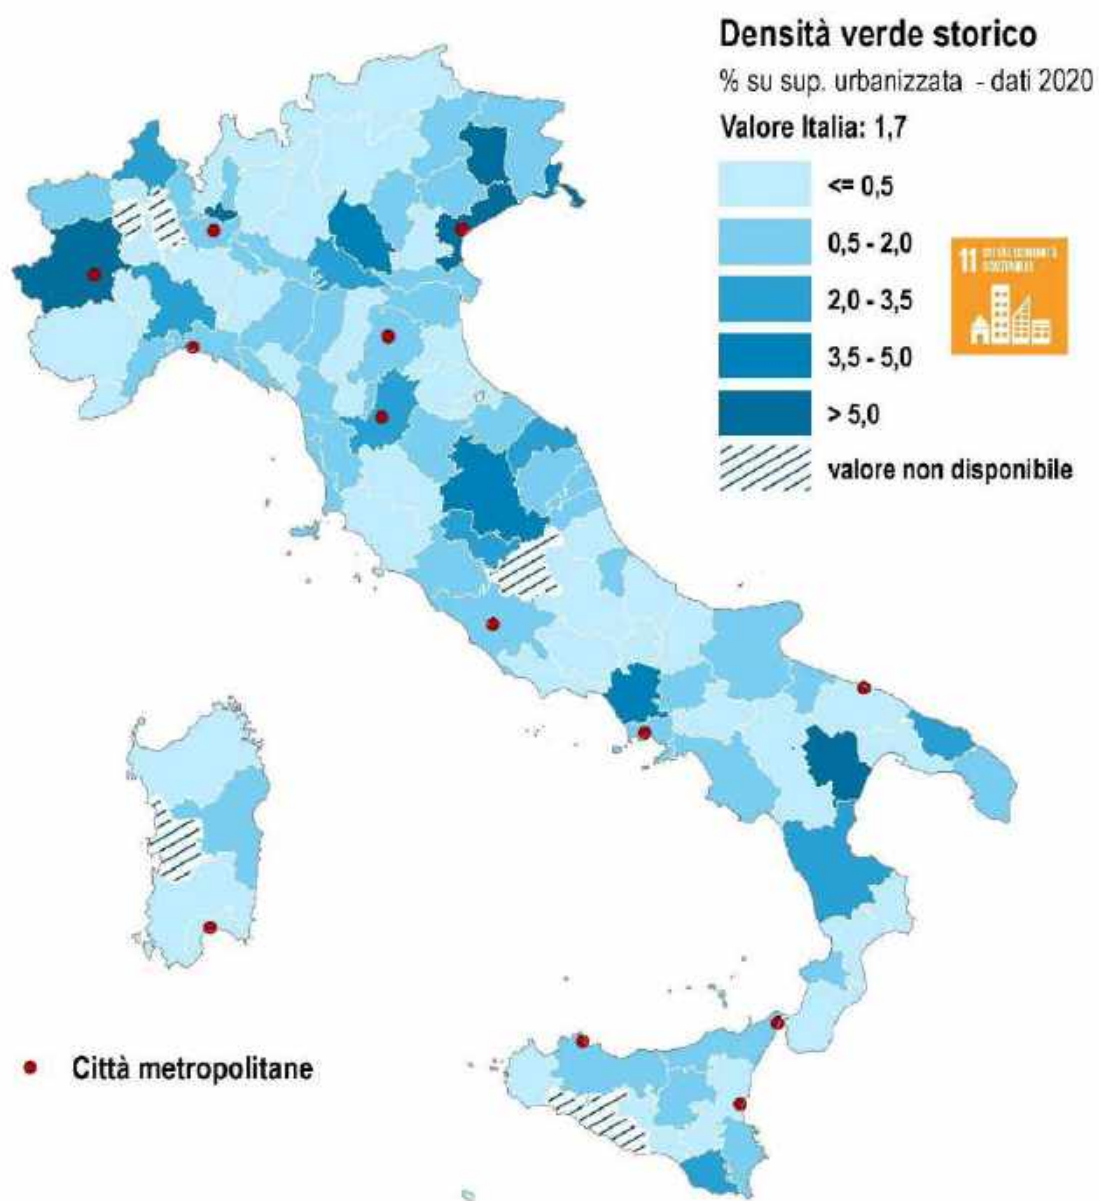 Densità verde storico
% su sup. urbanizzata - dati 2020
Valore Italia: 1,7
<= 0,5
0,5 - 2,0
2,0 - 3,5
3,5 - 5,0
> 5,0
valore non disponibile
11
Città metropolitane